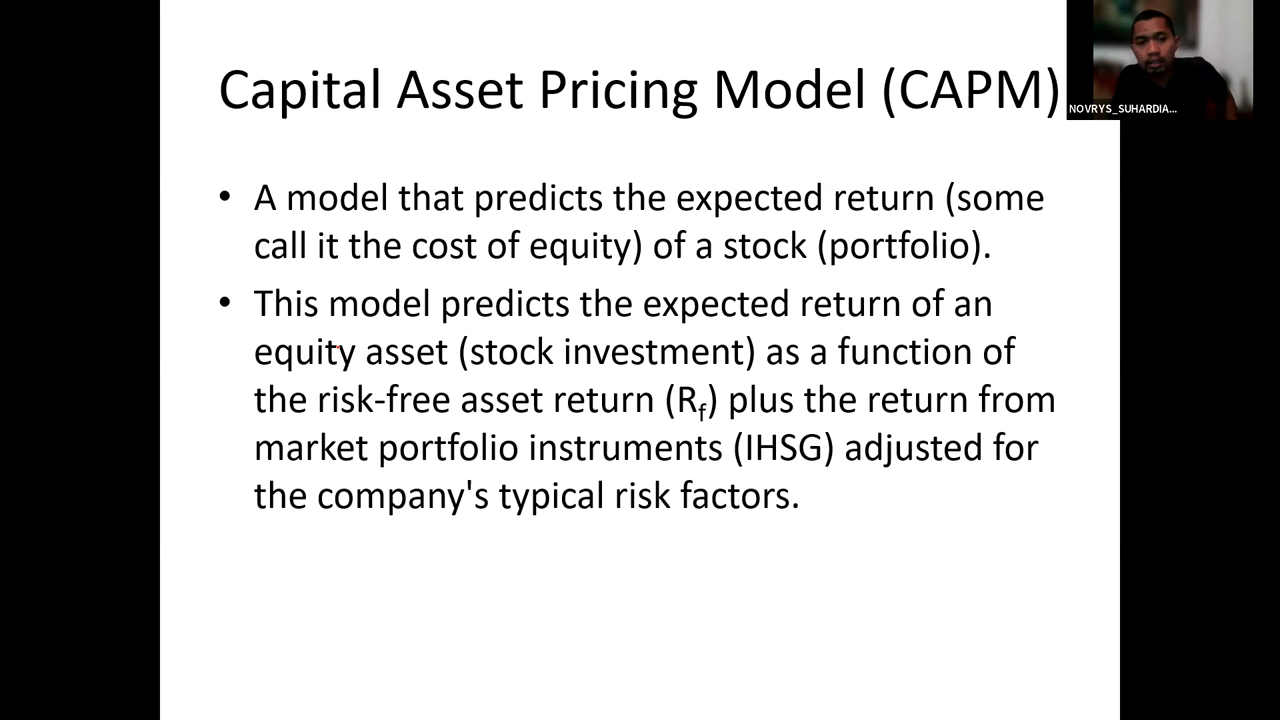 Capital Asset Pricing Model (CAPM)
NOVRYS_SUHARDIA...
• A model that predicts the expected return (some
call it the cost of equity) of a stock (portfolio).
• This model predicts the expected return of an
equity asset (stock investment) as a function of
the risk-free asset return (Rf) plus the return from
market portfolio instruments (IHSG) adjusted for
the company's typical risk factors.